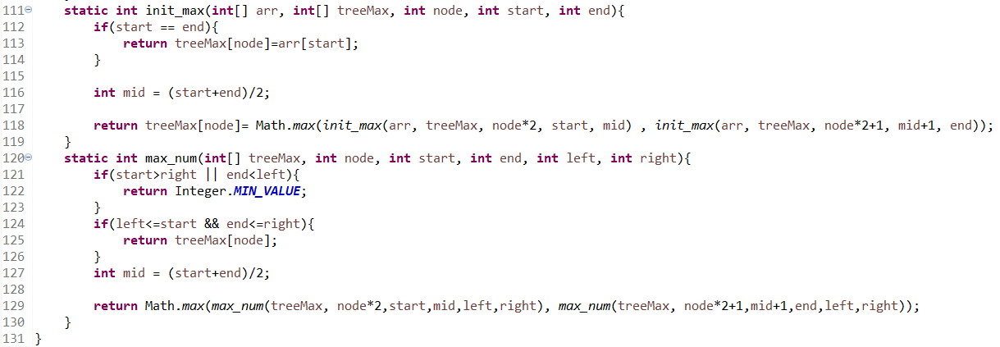 111 static int init_max(int[] arr, int[] treeMax, int node, int start, int end){
112 if(start == end){
113 return treeMax[node]=arr[start];
114 }
115
116 int mid = (start+end)/2;
117
118 return treeMax[node]= Math.max(init_max(arr, treeMax, node*2, start, mid) , init_max(arr, treeMax, node*2+1, mid+1, end));
119 }
120 static int max_num(int[] treeMax, int node, int start, int end, int left, int right){
121 if(start>right || end<left){
122 return Integer.MIN_VALUE;
123 }
124 if(left<=start && end<=right){
125 return treeMax[node];
126 }
127 int mid = (start+end)/2;
128
129 return Math.max(max_num(treeMax, node*2,start,mid,left,right), max_num(treeMax, node*2+1,mid+1,end,left,right));
130 }
131 }